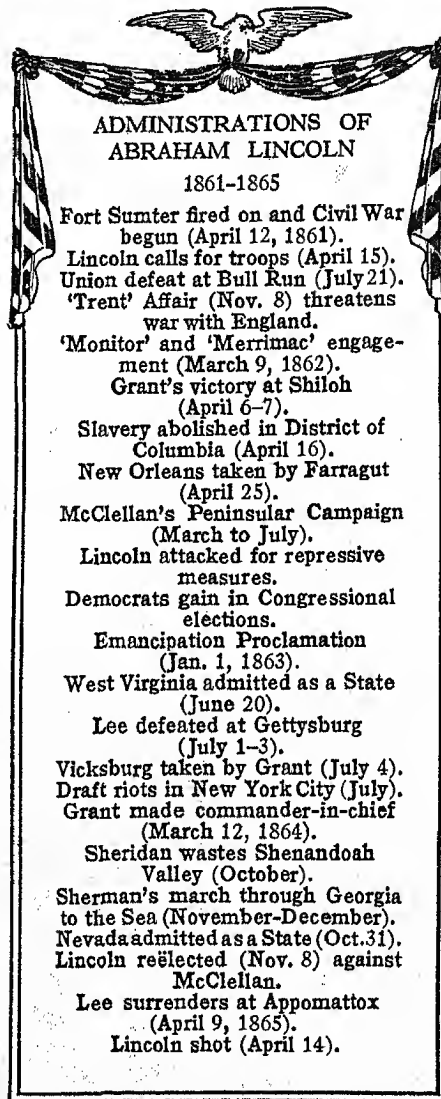 ADMINISTRATIONS OF
ABRAHAM LINCOLN
1861-1865
Fort Sumter fired on and Civil War
begun (April 12, 1861).
Lincoln calls for troops (April 15).
Union defeat at Bull Run (July 21).
'Trent' Affair (Nov. 8) threatens
war with England.
'Monitor' and 'Merrimac' engage-
ment (March 9, 1862).
Grant's victory at Shiloh
(April 6-7).
Slavery abolished in District of
Columbia (April 16).
New Orleans taken by Farragut
(April 25).
McClellan's Peninsular Campaign
(March to July).
Lincoln attacked for repressive
measures.
Democrats gain in Congressional
elections.
Emancipation Proclamation
(Jan. 1, 1863).
West Virginia admitted as a State
(June 20).
Lee defeated at Gettysburg
(July 1-3).
Vicksburg taken by Grant (July 4).
Draft riots in New York City (July).
Grant made commander-in-chief
(March 12, 1864).
Sheridan wastes Shenandoah
Valley (October).
Sherman's march through Georgia
to the Sea (November-December).
Nevada admitted as a State (Oct. 31).
Lincoln reëlected (Nov. 8) against
McClellan.
Lee surrenders at Appomattox
(April 9, 1865).
Lincoln shot (April 14).